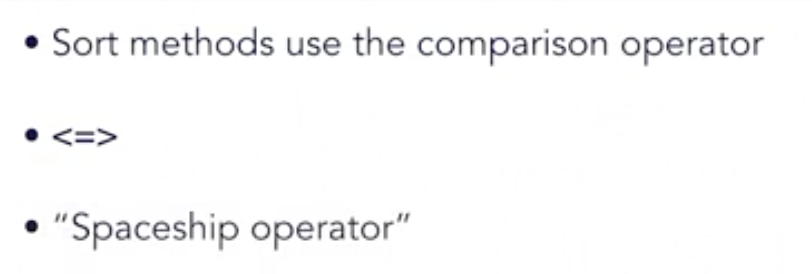 • Sort methods use the comparison operator
• <=>
• "Spaceship operator"